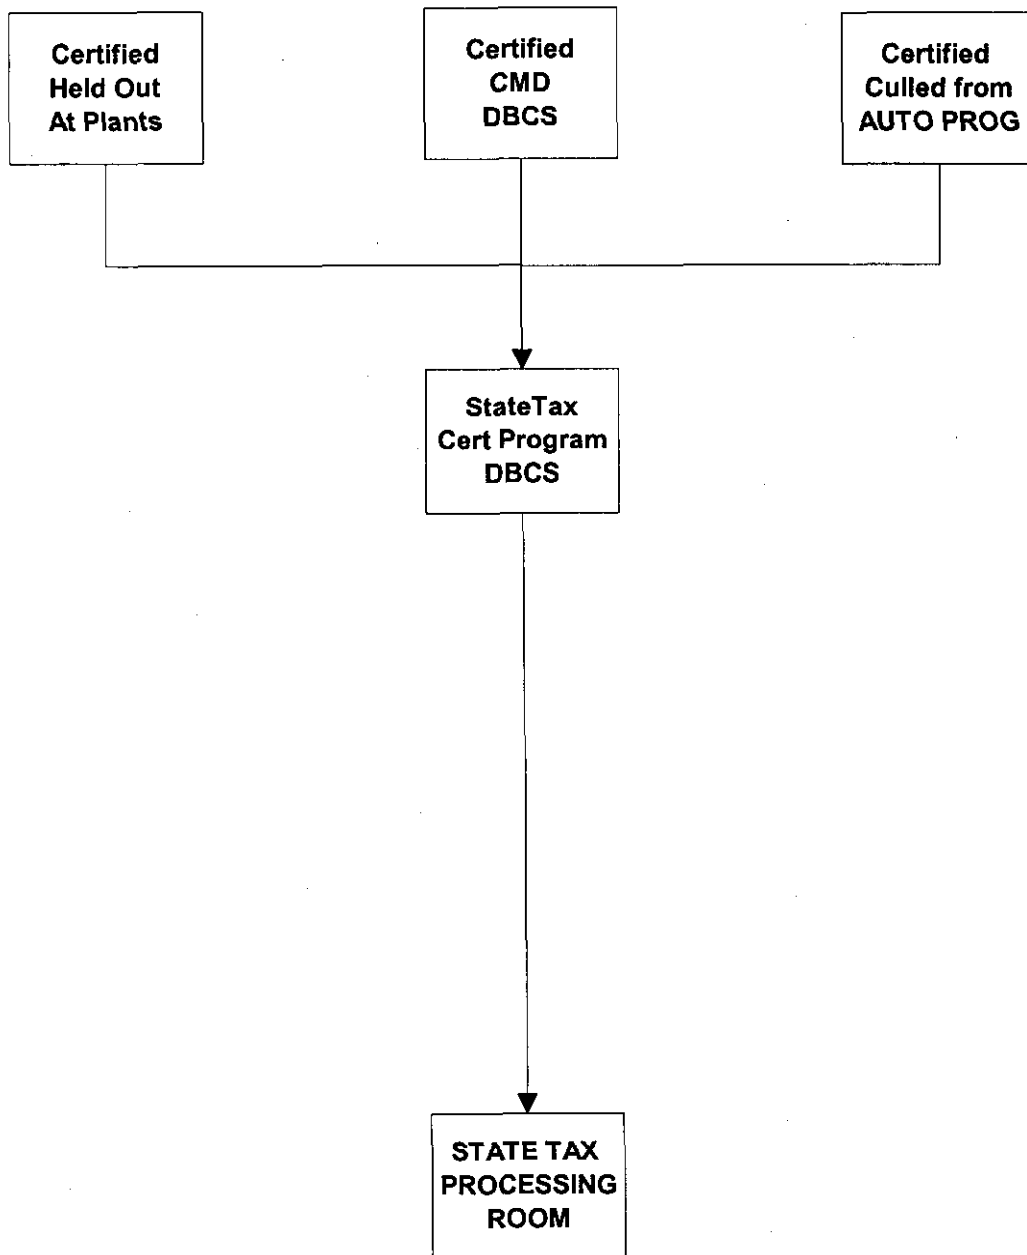 Certified
Held Out
At Plants
Certified
CMD
DBCS
Certified
Culled from
AUTO PROG
StateTax
Cert Program
DBCS
STATE TAX
PROCESSING
ROOM